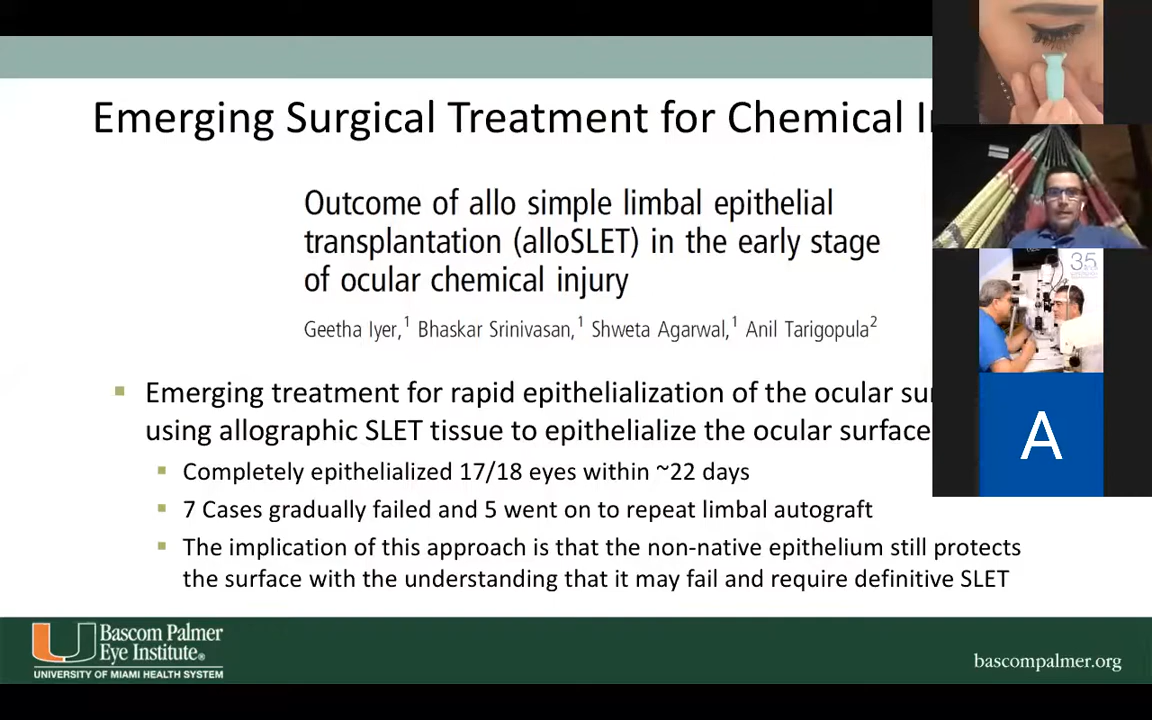 Emerging Surgical Treatment for Chemical
Outcome of allo simple limbal epithelial
transplantation (alloSLET) in the early stage
of ocular chemical injury
Geetha Iyer,1 Bhaskar Srinivasan,1 Shweta Agarwal,1 Anil Tarigopula2
Emerging treatment for rapid epithelialization of the ocular
using allographic SLET tissue to epithelialize the ocular surface
Completely epithelialized 17/18 eyes within ~22 days
7 Cases gradually failed and 5 went on to repeat limbal autograft
The implication of this approach is that the non-native epithelium still protects
the surface with the understanding that it may fail and require definitive SLET
35
A
U Bascom Palmer
Eye Institute®
UNIVERSITY OF MIAMI HEALTH SYSTEM
bascompalmer.org